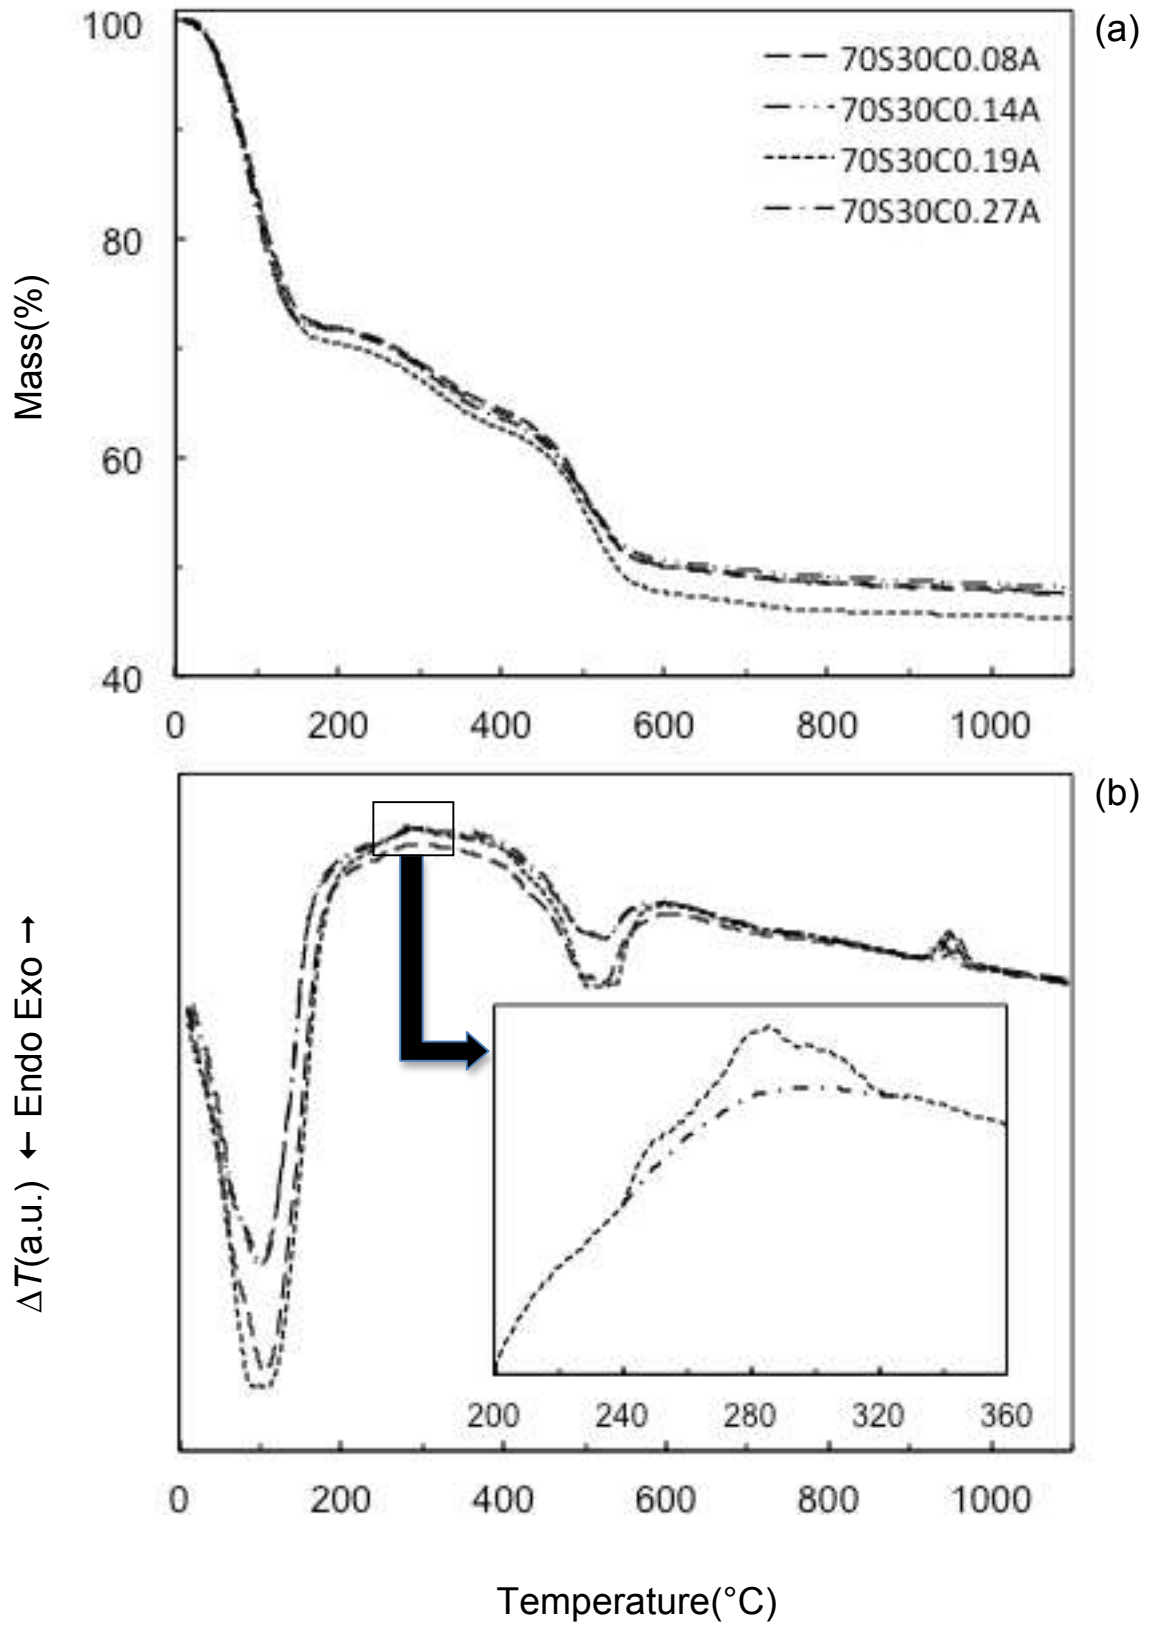 (a)
100
80
60
40
Mass(%)
70S30C0.08A
70S30C0.14A
70S30C0.19A
70S30C0.27A
0 200 400 600 800 1000
(b)
ΔT(a.u.) ← Endo Exo →
200 240 280 320 360
0 200 400 600 800 1000
Temperature(°C)